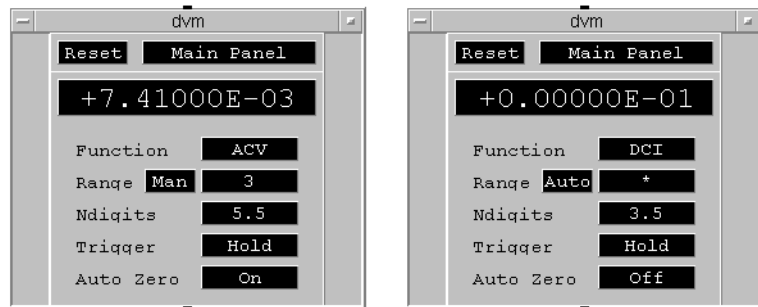 dvm
Reset Main Panel
+7.41000E-03
Function ACV
Range Man 3
Ndigits 5.5
Trigger Hold
Auto Zero On
dvm
Reset Main Panel
+0.00000E-01
Function DCI
Range Auto *
Ndigits 3.5
Trigger Hold
Auto Zero Off